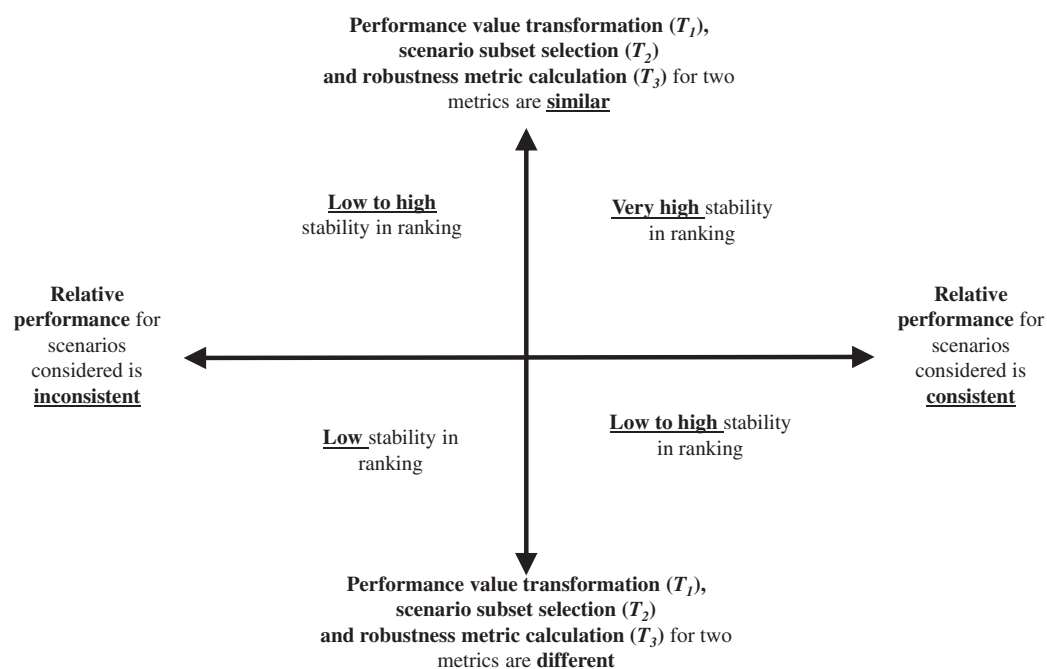 Performance value transformation (T1),
scenario subset selection (T2)
and robustness metric calculation (T3) for two
metrics are similar
Low to high
stability in ranking
Very high stability
in ranking
Relative
performance for
scenarios
considered is
inconsistent
Relative
performance for
scenarios
considered is
consistent
Low stability in
ranking
Low to high stability
in ranking
Performance value transformation (T1),
scenario subset selection (T2)
and robustness metric calculation (T3) for two
metrics are different